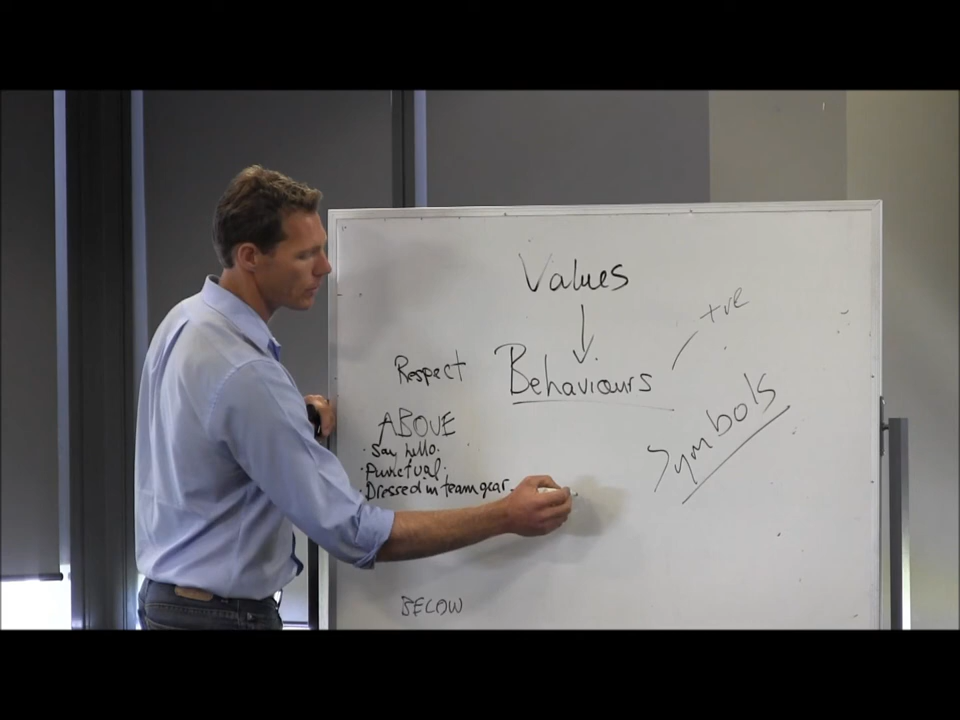 Values
+ve
Respect
Behaviours
Symbols
ABOVE
· Say hello.
· Punctual.
· Dressed in team gear.
BELOW